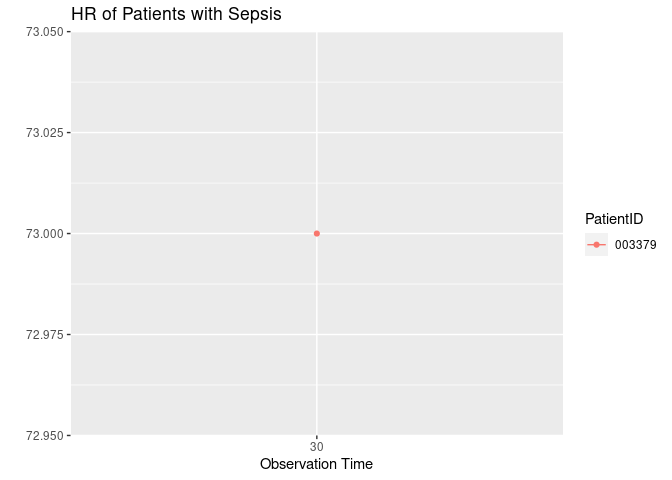 HR of Patients with Sepsis
73.050
73.025
73.000
72.975
72.950
30
Observation Time
PatientID
003379